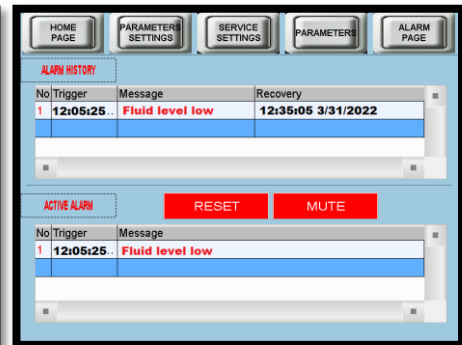 HOME PAGE
PARAMETERS SETTINGS
SERVICE SETTINGS
PARAMETERS
ALARM PAGE
ALARM HISTORY
No Trigger Message Recovery
1 12:05:25.. Fluid level low 12:35:05 3/31/2022
ACTIVE ALARM
RESET MUTE
No Trigger Message
1 12:05:25.. Fluid level low